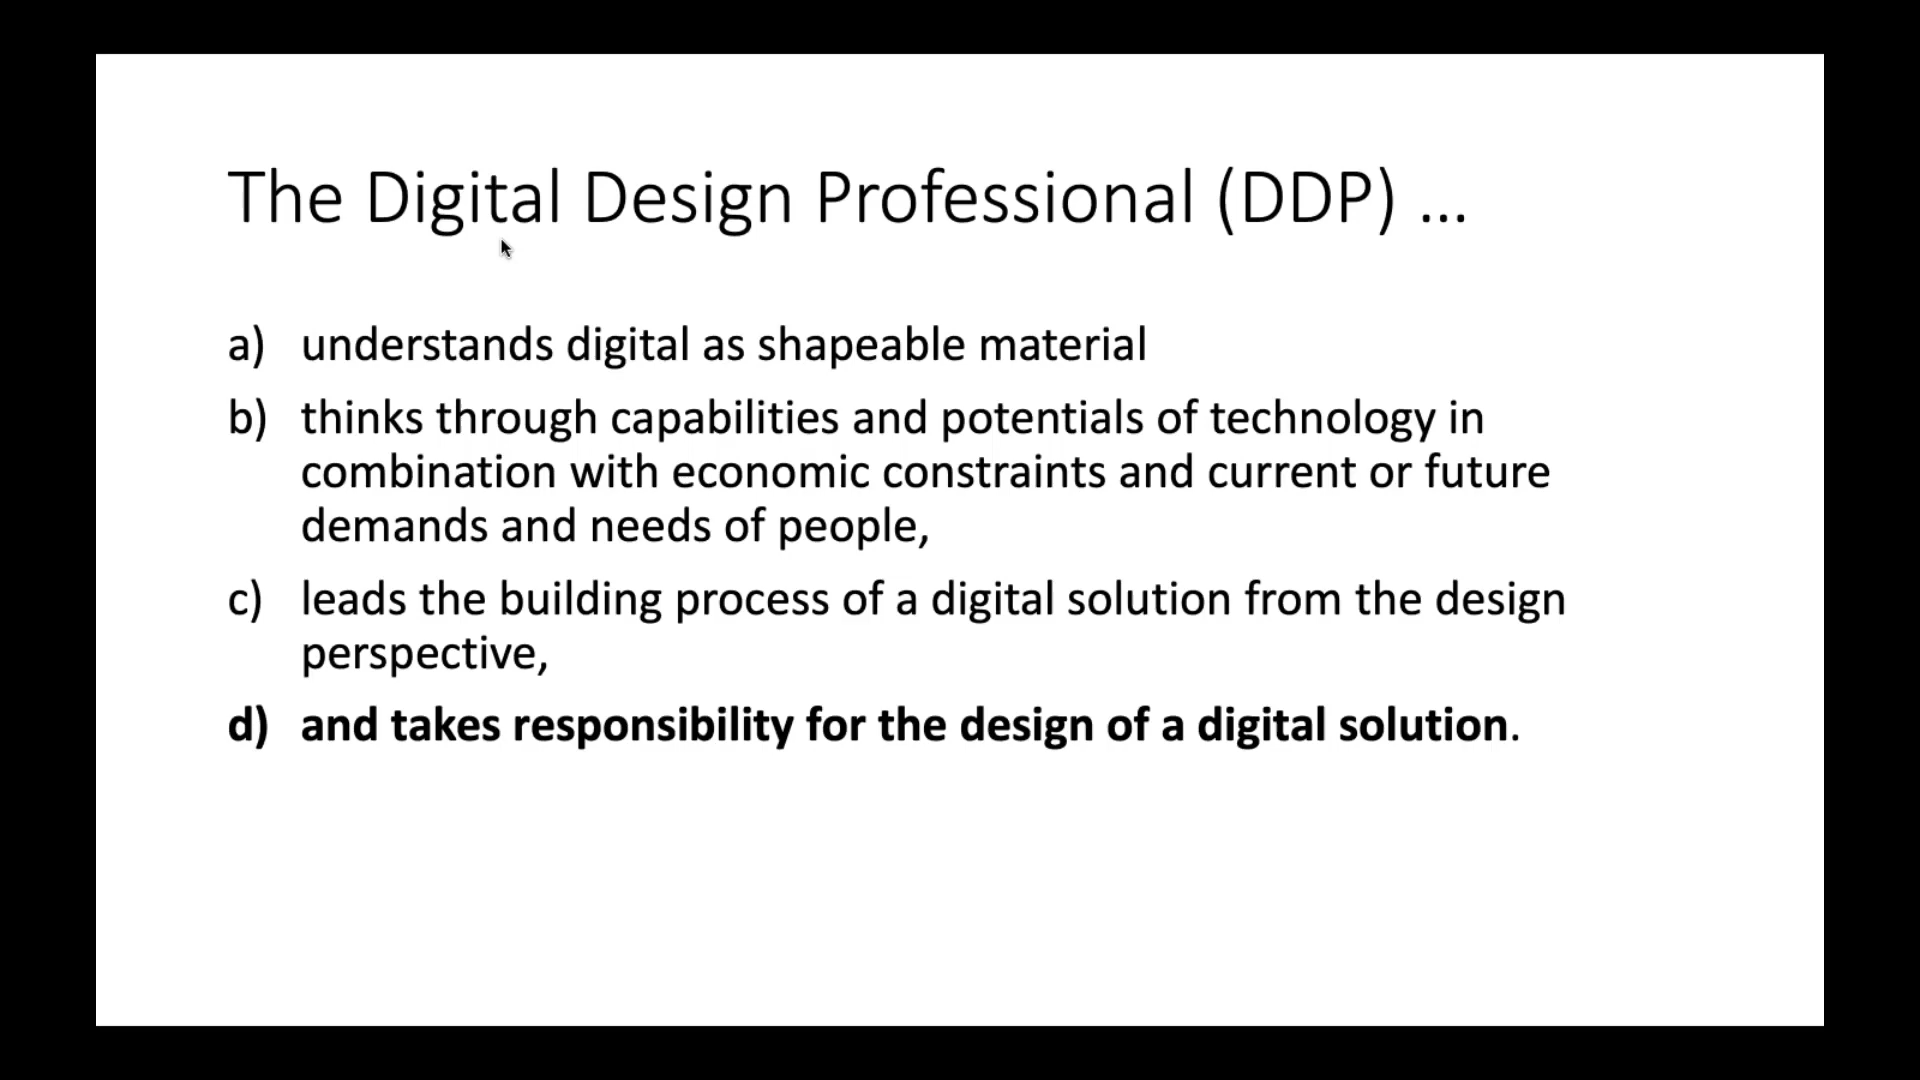 The Digital Design Professional (DDP) ...
a) understands digital as shapeable material
b) thinks through capabilities and potentials of technology in
combination with economic constraints and current or future
demands and needs of people,
c) leads the building process of a digital solution from the design
perspective,
d) and takes responsibility for the design of a digital solution.